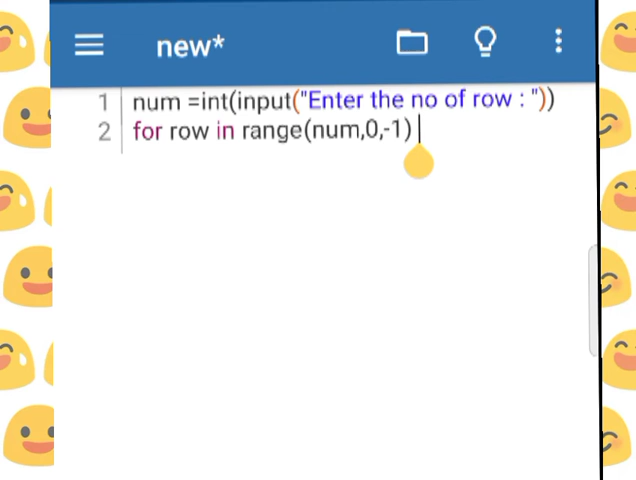 new*
1 num =int(input("Enter the no of row : "))
2 for row in range(num,0,-1)